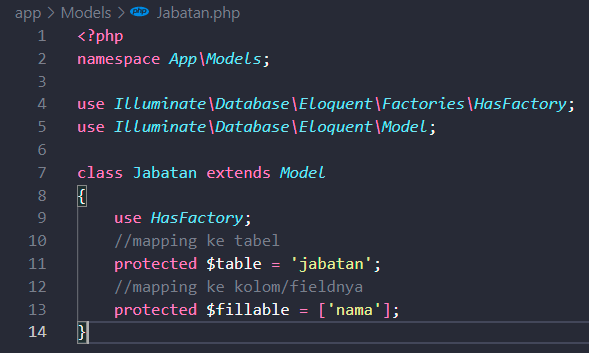 app > Models > php Jabatan.php
1 <?php
2 namespace App\Models;
3
4 use Illuminate\Database\Eloquent\Factories\HasFactory;
5 use Illuminate\Database\Eloquent\Model;
6
7 class Jabatan extends Model
8 {
9 use HasFactory;
10 //mapping ke tabel
11 protected $table = 'jabatan';
12 //mapping ke kolom/fieldnya
13 protected $fillable = ['nama'];
14 }